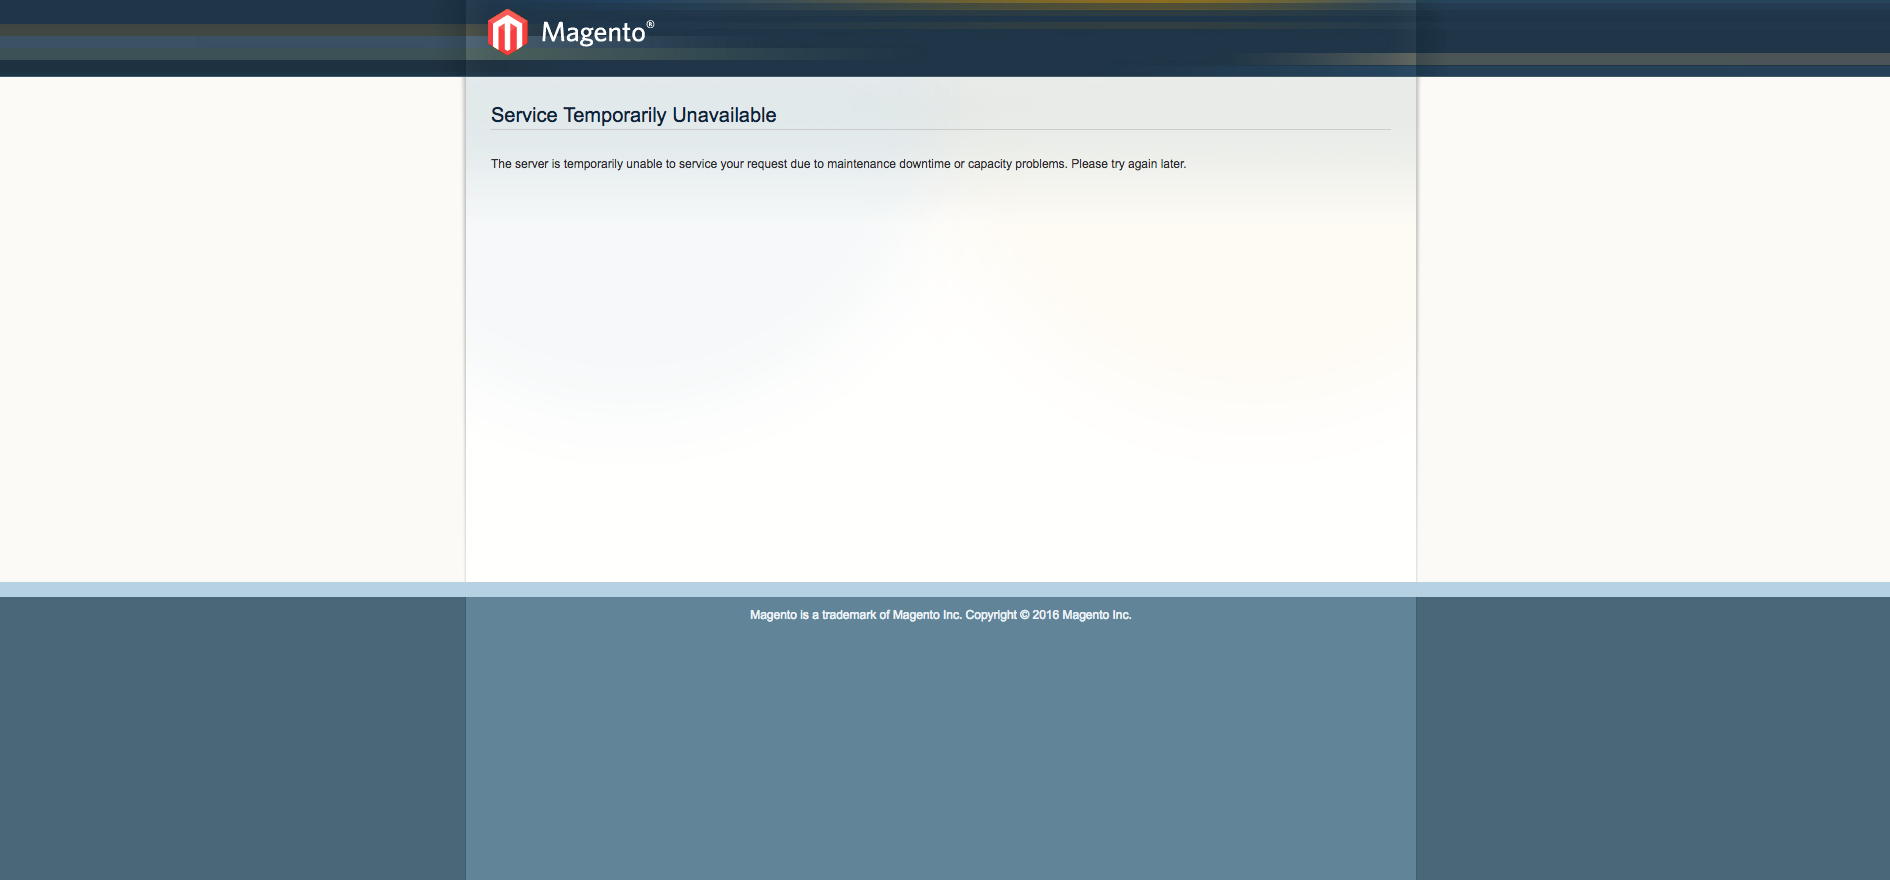 Magento®
Service Temporarily Unavailable
The server is temporarily unable to service your request due to maintenance downtime or capacity problems. Please try again later.
Magento is a trademark of Magento Inc. Copyright © 2016 Magento Inc.